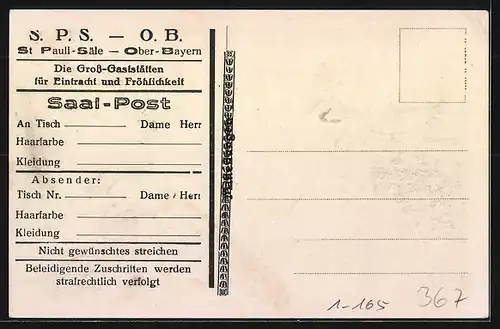 S. P. S. — O. B.
St Pauli-Säle — Ober-Bayern
Die Groß-Gaststätten
für Eintracht und Fröhlichkeit
Saal-Post
An Tisch Dame Herr
Haarfarbe
Kleidung
Absender:
Tisch Nr. Dame / Herr
Haarfarbe
Kleidung
Nicht gewünschtes streichen
Beleidigende Zuschriften werden
strafrechtlich verfolgt
1-165
367